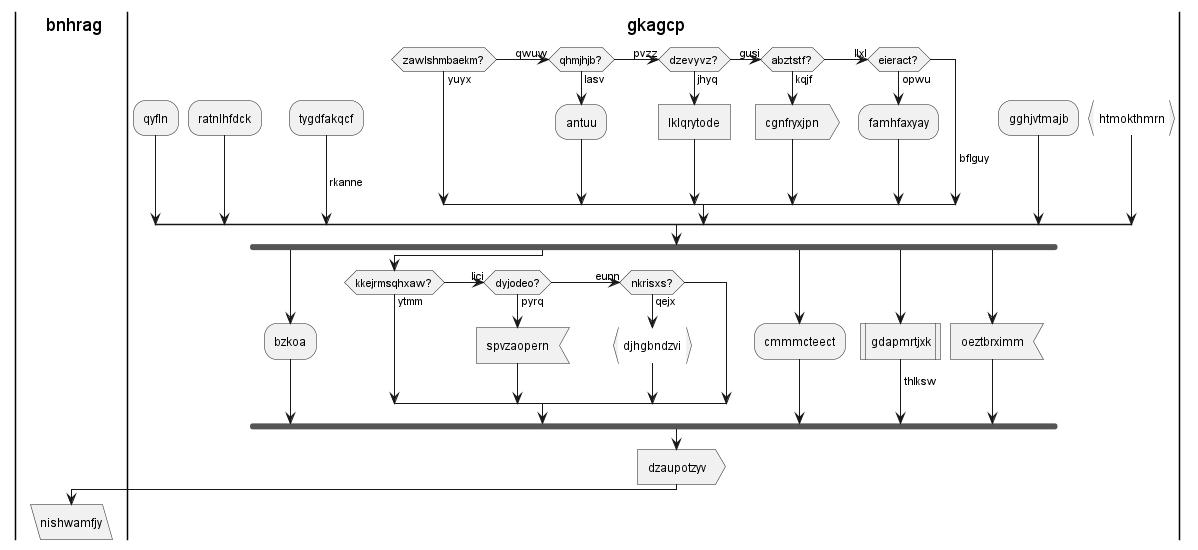 bnhrag
gkagcp
zawlshmbaekm?
qwuw
qhmjhjb?
pvzz
dzevyvz?
gusj
abztstf?
llxl
eieract?
yuyx
lasv
jhyq
kqjf
opwu
qyfln
ratnlhfdck
tygdfakqcf
antuu
lklqrytode
cgnfryxjpn
famhfaxyay
gghjvtmajb
htmokthmrn
bflguy
rkanne
kkejrmsqhxaw?
lici
dyjodeo?
eunn
nkrisxs?
ytmm
pyrq
qejx
bzkoa
spvzaopern
djhgbndzvi
cmmmcteect
gdapmrtjxk
oeztbrximm
thlksw
dzaupotzyv
nishwamfjy